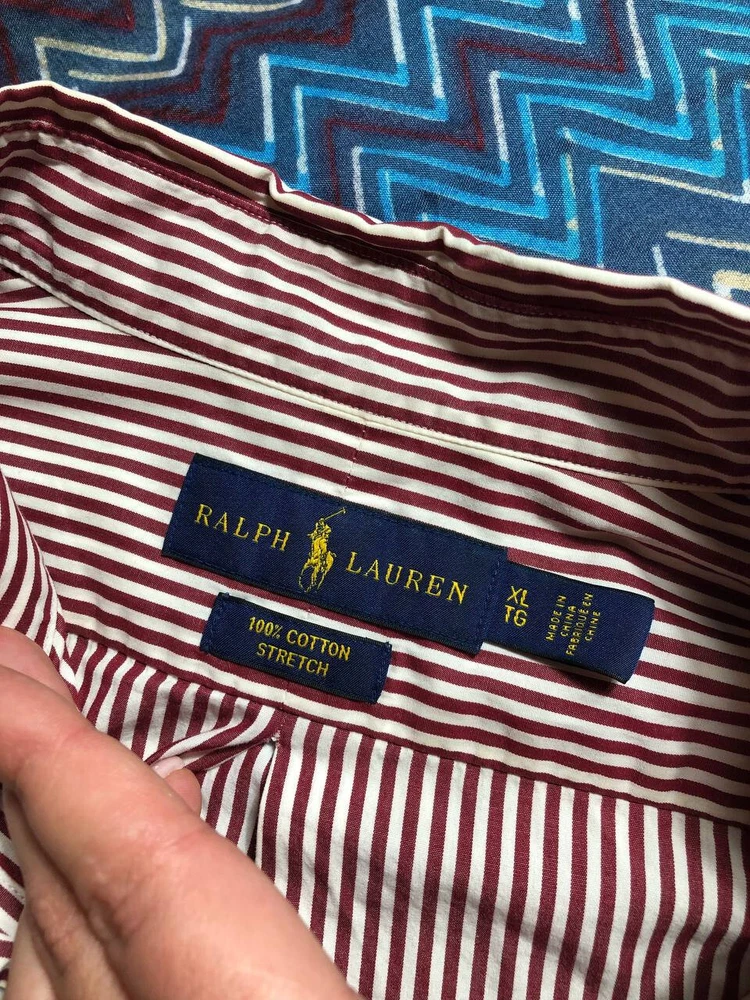 RALPH LAUREN
XL
TG
MADE IN
CHINA
FABRIQUÉ EN
CHINE
100% COTTON
STRETCH